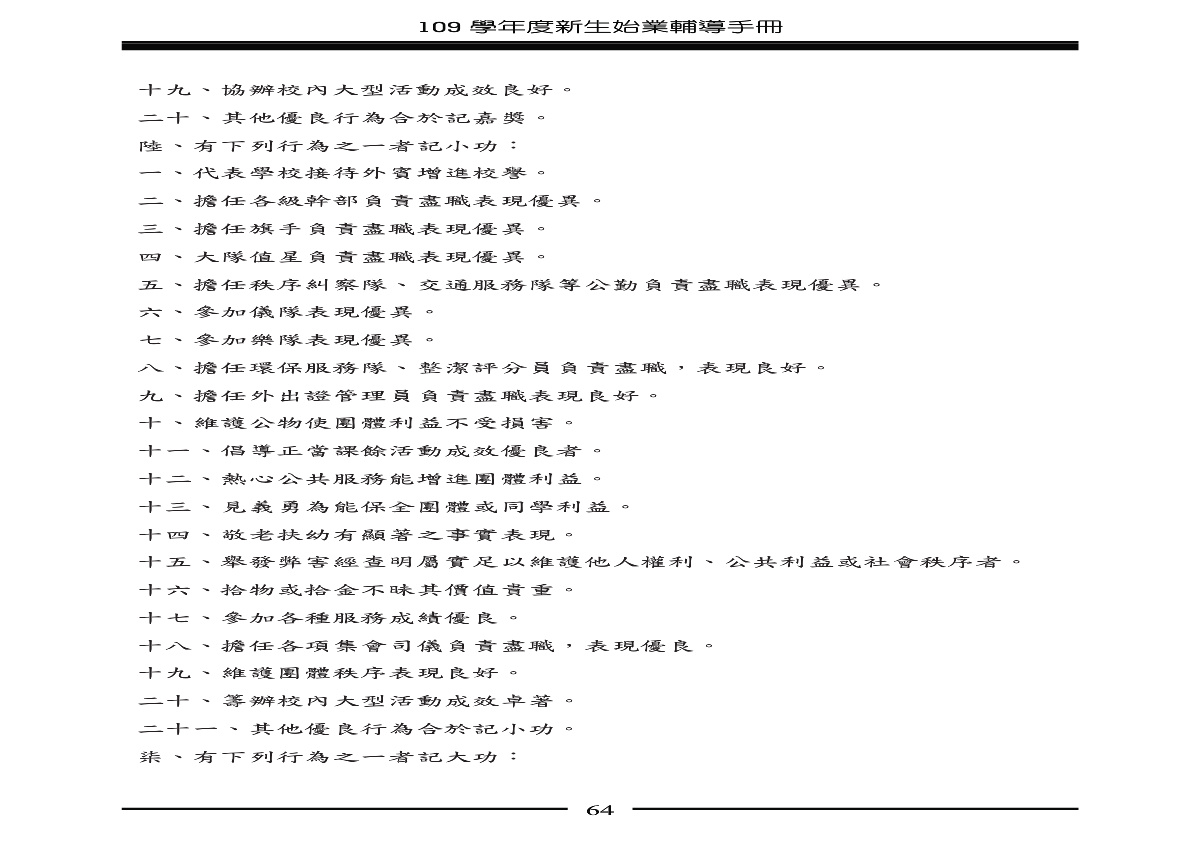 109 學年度新生始業輔導手冊
十九、協辦校內大型活動成效良好。
二十、其他優良行為合於記嘉獎。
陸、有下列行為之一者記小功：
一、代表學校接待外賓增進校譽。
二、擔任各級幹部負責盡職表現優異。
三、擔任旗手負責盡職表現優異。
四、大隊值星負責盡職表現優異。
五、擔任秩序糾察隊、交通服務隊等公勤負責盡職表現優異。
六、參加儀隊表現優異。
七、參加樂隊表現優異。
八、擔任環保服務隊、整潔評分員負責盡職，表現良好。
九、擔任外出證管理員負責盡職表現良好。
十、維護公物使團體利益不受損害。
十一、倡導正當課餘活動成效優良者。
十二、熱心公共服務能增進團體利益。
十三、見義勇為能保全團體或同學利益。
十四、敬老扶幼有顯著之事實表現。
十五、舉發弊害經查明屬實足以維護他人權利、公共利益或社會秩序者。
十六、拾物或拾金不昧其價值貴重。
十七、參加各種服務成績優良。
十八、擔任各項集會司儀負責盡職，表現優良。
十九、維護團體秩序表現良好。
二十、籌辦校內大型活動成效卓著。
二十一、其他優良行為合於記小功。
柒、有下列行為之一者記大功：
64